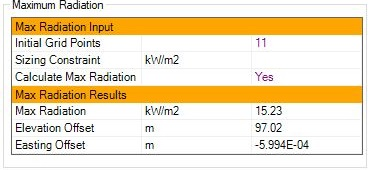 Maximum Radiation
Max Radiation Input
Initial Grid Points 11
Sizing Constraint kW/m2
Calculate Max Radiation Yes
Max Radiation Results
Max Radiation kW/m2 15.23
Elevation Offset m 97.02
Easting Offset m -5.994E-04